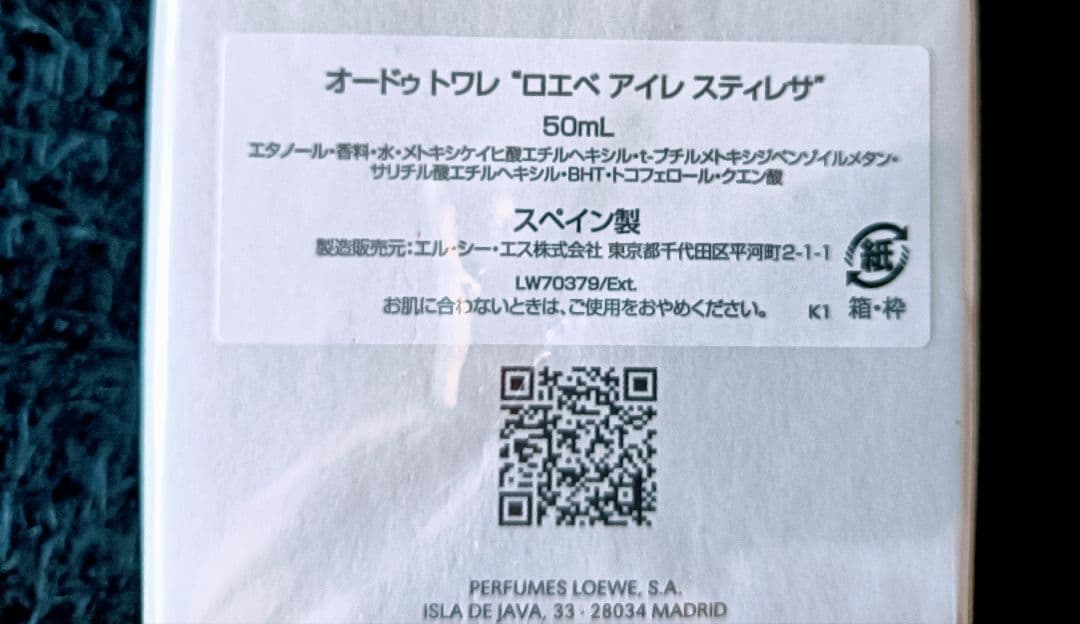 オードゥ トワレ “ロエベ アイレ スティレサ”
50mL
エタノール・香料・水・メトキシケイヒ酸エチルヘキシル・t-ブチルメトキシジベンゾイルメタン・
サリチル酸エチルヘキシル・BHT・トコフェロール・クエン酸
スペイン製
製造販売元：エル・シー・エス株式会社 東京都千代田区平河町2-1-1
紙
LW70379/Ext.
お肌に合わないときは、ご使用をおやめください。 K1 箱・枠
PERFUMES LOEWE, S.A.
ISLA DE JAVA, 33 · 28034 MADRID